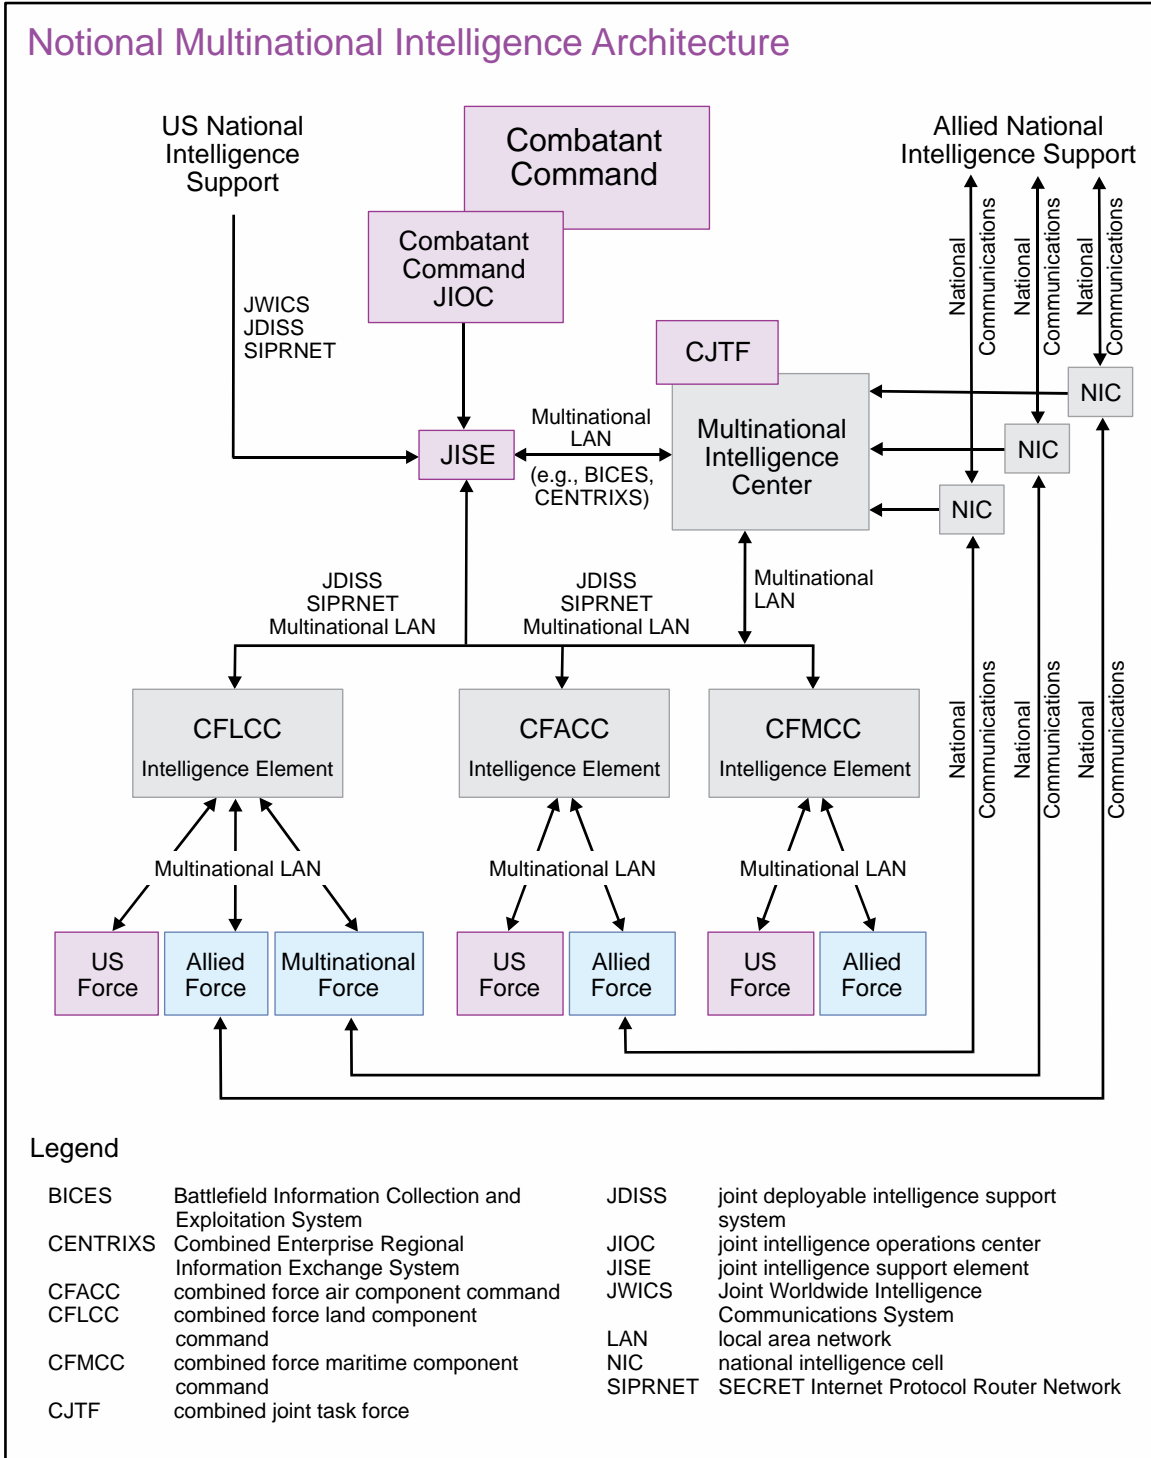 Notional Multinational Intelligence Architecture
US National
Intelligence
Support
Combatant
Command
Allied National
Intelligence Support
Combatant
Command
JIOC
National
Communications
National
Communications
National
Communications
JWICS
JDISS
SIPRNET
CJTF
NIC
Multinational
LAN
(e.g., BICES,
CENTRIXS)
JISE
Multinational
Intelligence
Center
NIC
NIC
JDISS
SIPRNET
Multinational LAN
JDISS
SIPRNET
Multinational LAN
Multinational
LAN
CFLCC
Intelligence Element
CFACC
Intelligence Element
CFMCC
Intelligence Element
National
Communications
National
Communications
National
Communications
Multinational LAN
Multinational LAN
Multinational LAN
US
Force
Allied
Force
Multinational
Force
US
Force
Allied
Force
US
Force
Allied
Force
Legend
BICES Battlefield Information Collection and
Exploitation System
CENTRIXS Combined Enterprise Regional
Information Exchange System
CFACC combined force air component command
CFLCC combined force land component
command
CFMCC combined force maritime component
command
CJTF combined joint task force
JDISS joint deployable intelligence support
system
JIOC joint intelligence operations center
JISE joint intelligence support element
JWICS Joint Worldwide Intelligence
Communications System
LAN local area network
NIC national intelligence cell
SIPRNET SECRET Internet Protocol Router Network